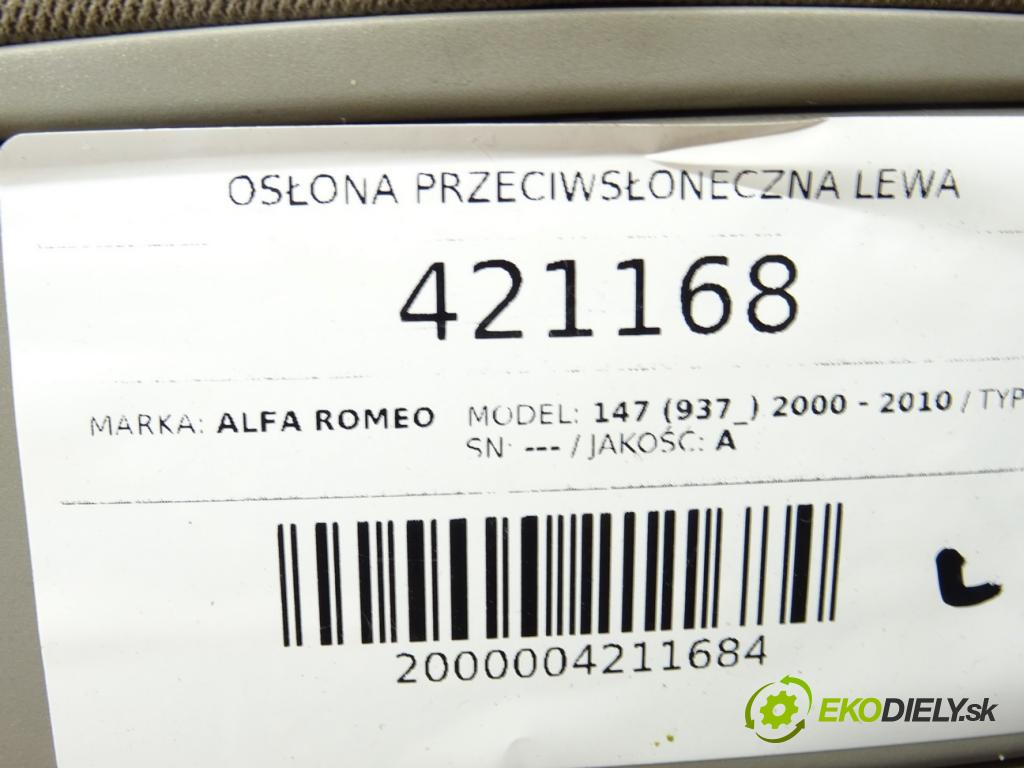 OSŁONA PRZECIWSŁONECZNA LEWA
421168
MARKA: ALFA ROMEO MODEL: 147 (937_) 2000 - 2010 / TYP
SN: --- / JAKOŚĆ: A
2000004211684
L
EKODIELY.sk